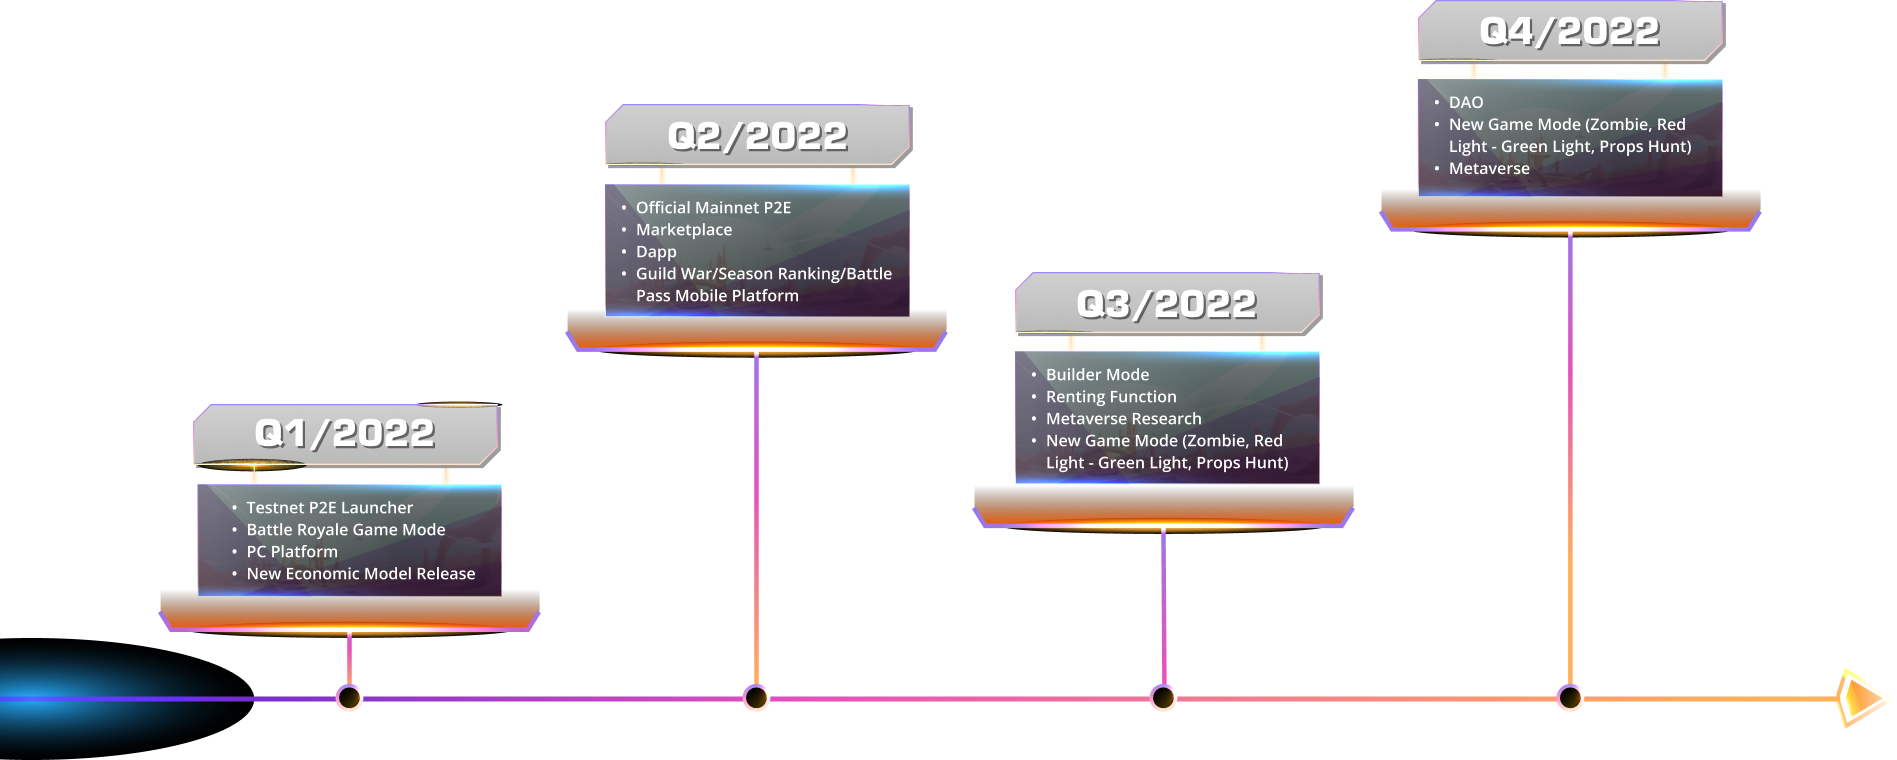 Q1/2022
• Testnet P2E Launcher
• Battle Royale Game Mode
• PC Platform
• New Economic Model Release
Q2/2022
• Official Mainnet P2E
• Marketplace
• Dapp
• Guild War/Season Ranking/Battle
Pass Mobile Platform
Q3/2022
• Builder Mode
• Renting Function
• Metaverse Research
• New Game Mode (Zombie, Red
Light - Green Light, Props Hunt)
Q4/2022
• DAO
• New Game Mode (Zombie, Red
Light - Green Light, Props Hunt)
• Metaverse